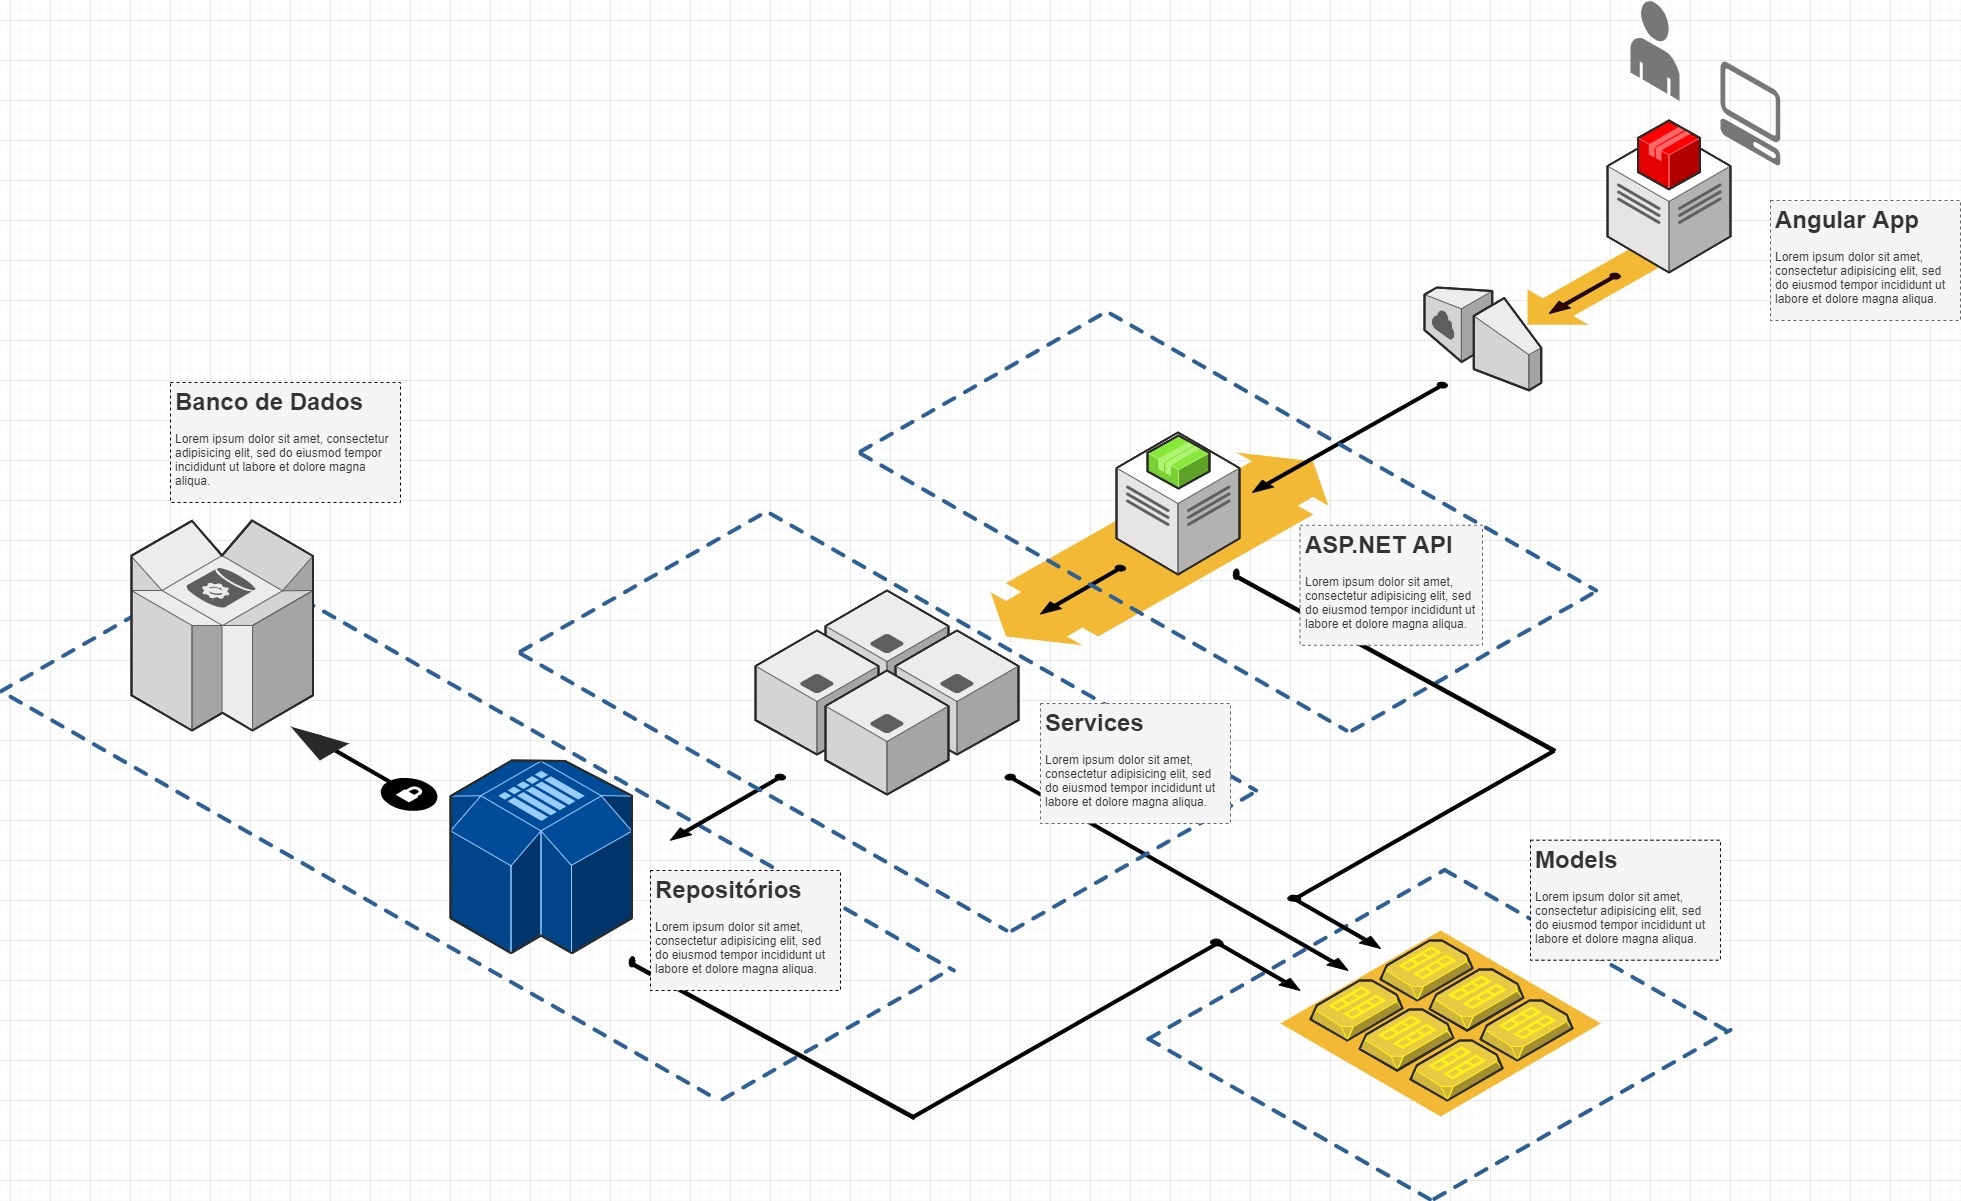 Angular App
Lorem ipsum dolor sit amet,
consectetur adipisicing elit, sed
do eiusmod tempor incididunt ut
labore et dolore magna aliqua.
Banco de Dados
Lorem ipsum dolor sit amet, consectetur
adipisicing elit, sed do eiusmod tempor
incididunt ut labore et dolore magna
aliqua.
ASP.NET API
Lorem ipsum dolor sit amet,
consectetur adipisicing elit, sed
do eiusmod tempor incididunt ut
labore et dolore magna aliqua.
Services
Lorem ipsum dolor sit amet,
consectetur adipisicing elit, sed
do eiusmod tempor incididunt ut
labore et dolore magna aliqua.
Repositórios
Lorem ipsum dolor sit amet,
consectetur adipisicing elit, sed
do eiusmod tempor incididunt ut
labore et dolore magna aliqua.
Models
Lorem ipsum dolor sit amet,
consectetur adipisicing elit, sed
do eiusmod tempor incididunt ut
labore et dolore magna aliqua.